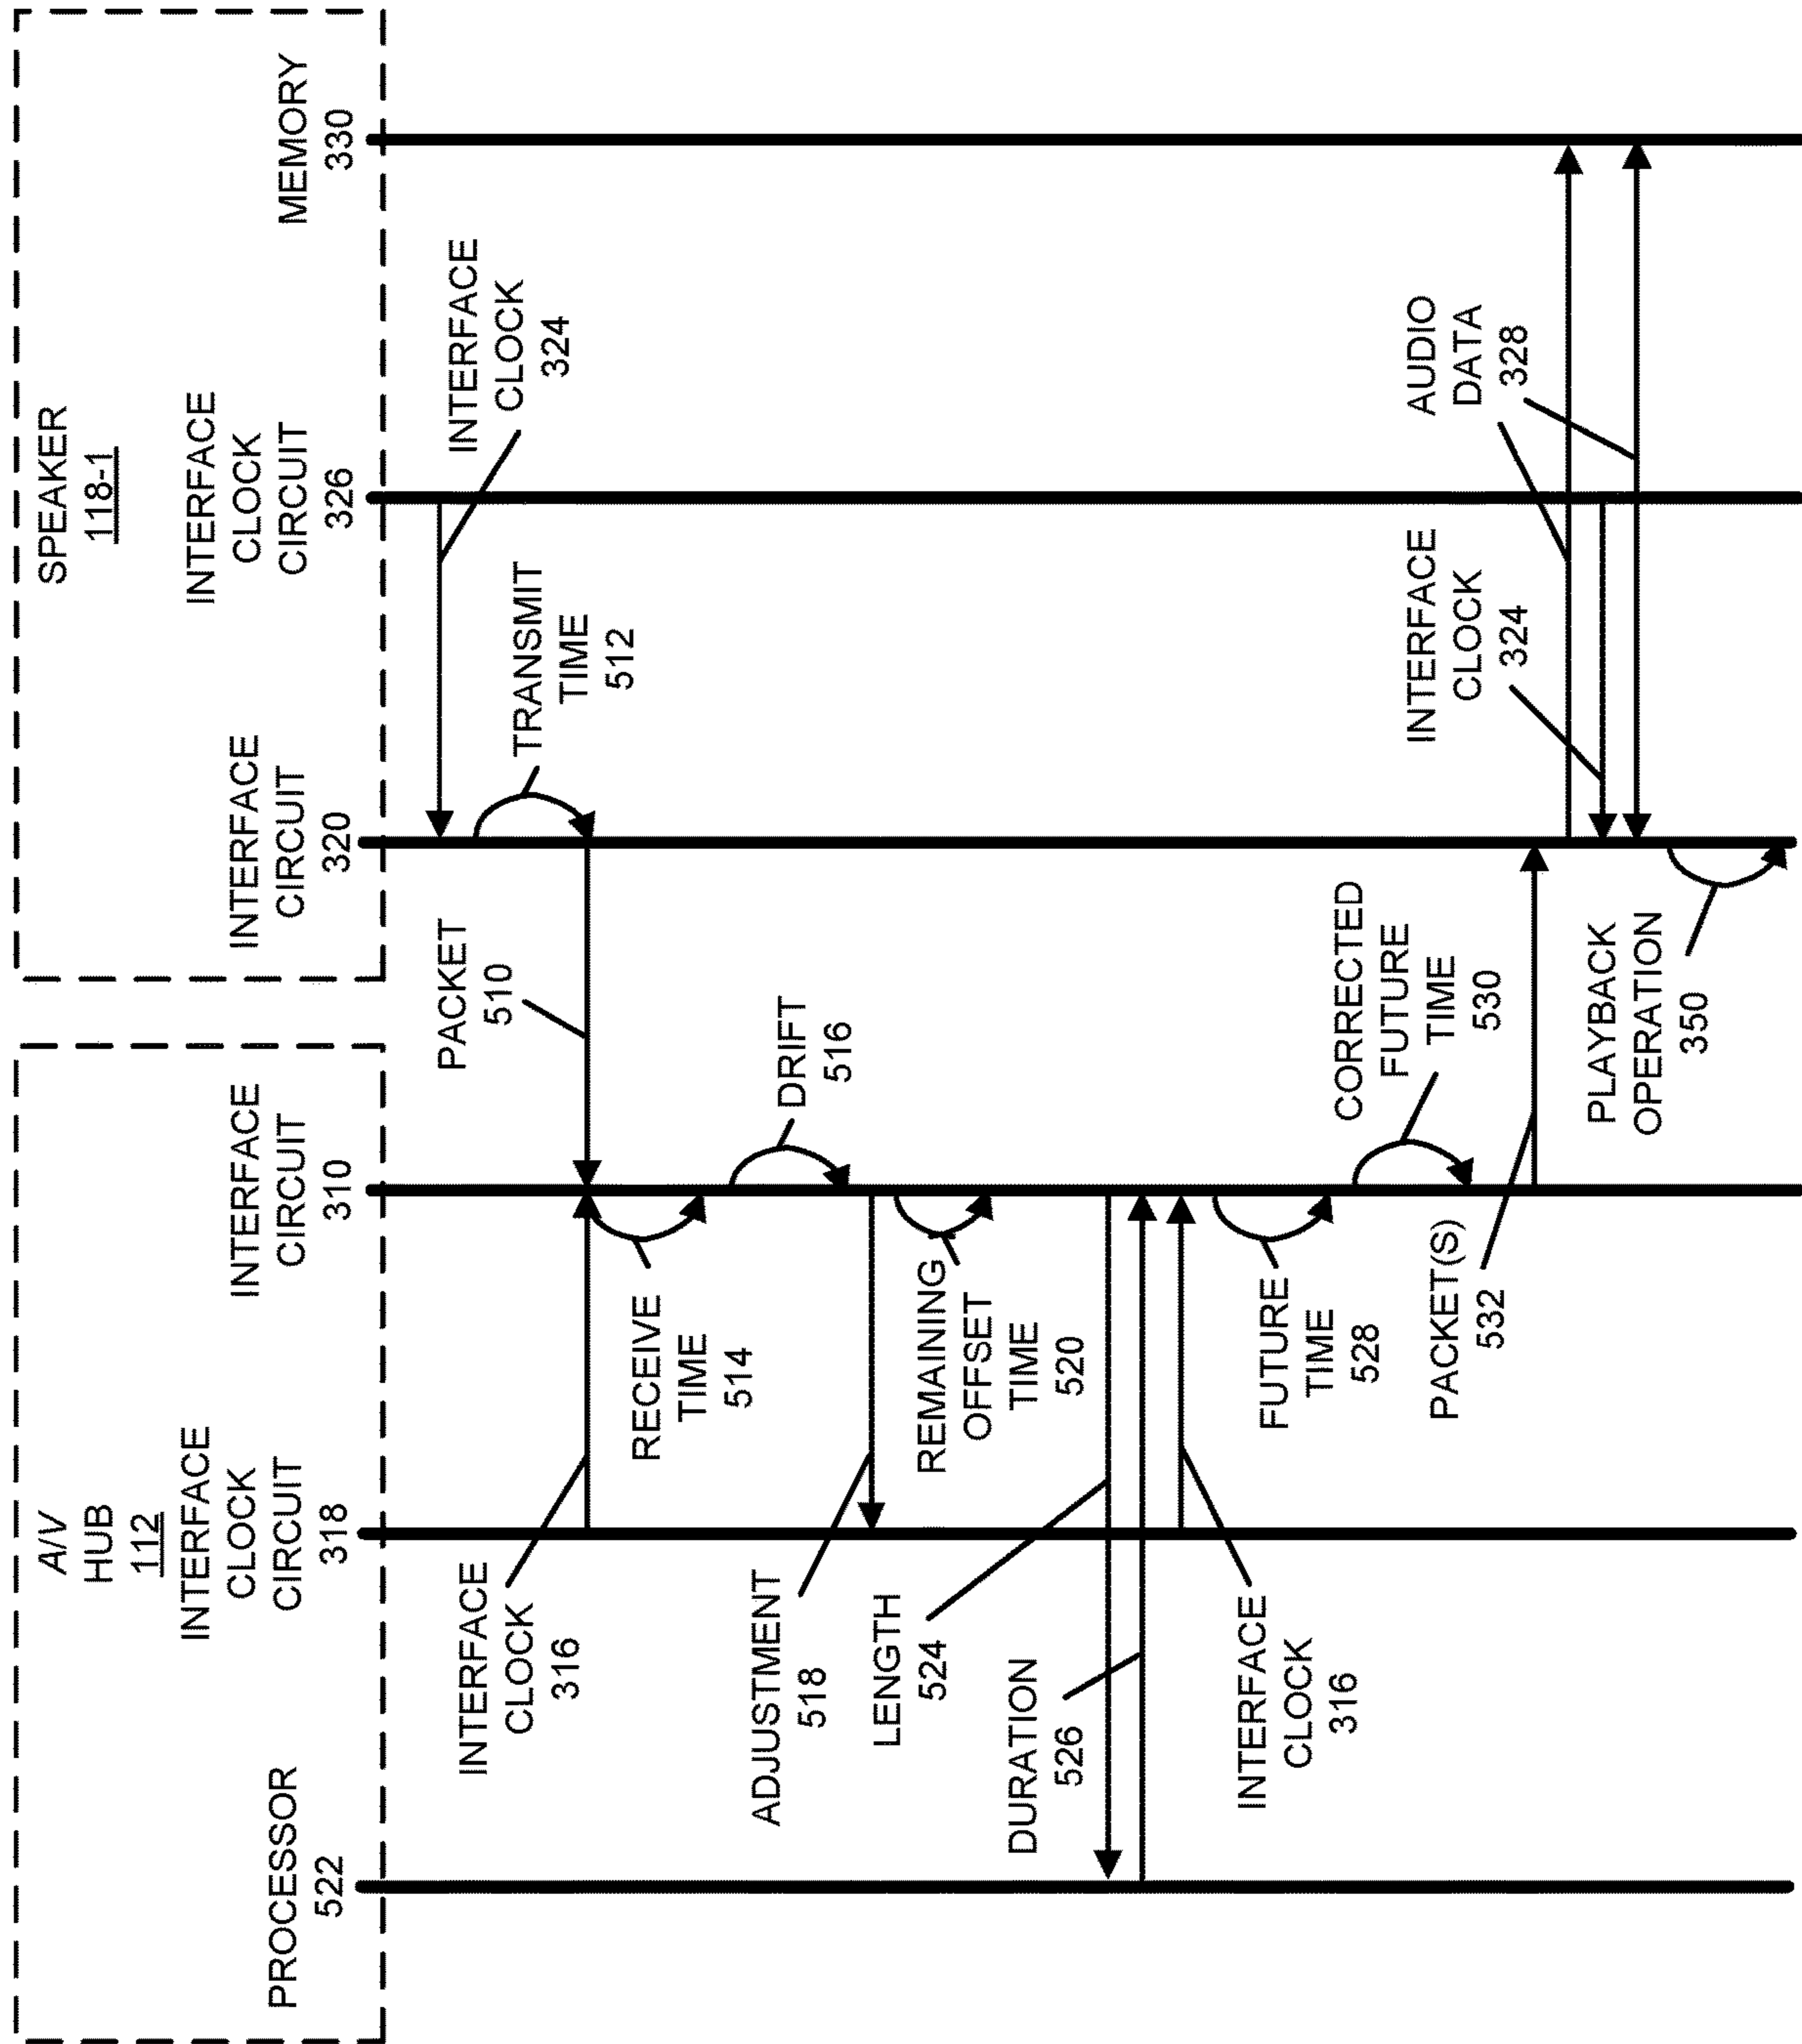 A/V
HUB
112
PROCESSOR
522
INTERFACE
CLOCK
CIRCUIT
318
INTERFACE
CIRCUIT
310
SPEAKER
118-1
INTERFACE
CIRCUIT
320
INTERFACE
CLOCK
CIRCUIT
326
MEMORY
330
INTERFACE
CLOCK
324
TRANSMIT
TIME
512
PACKET
510
INTERFACE
CLOCK
316
RECEIVE
TIME
514
DRIFT
516
ADJUSTMENT
518
REMAINING
OFFSET
TIME
520
LENGTH
524
DURATION
526
INTERFACE
CLOCK
316
FUTURE
TIME
528
CORRECTED
FUTURE
TIME
530
PACKET(S)
532
AUDIO
DATA
328
INTERFACE
CLOCK
324
PLAYBACK
OPERATION
350